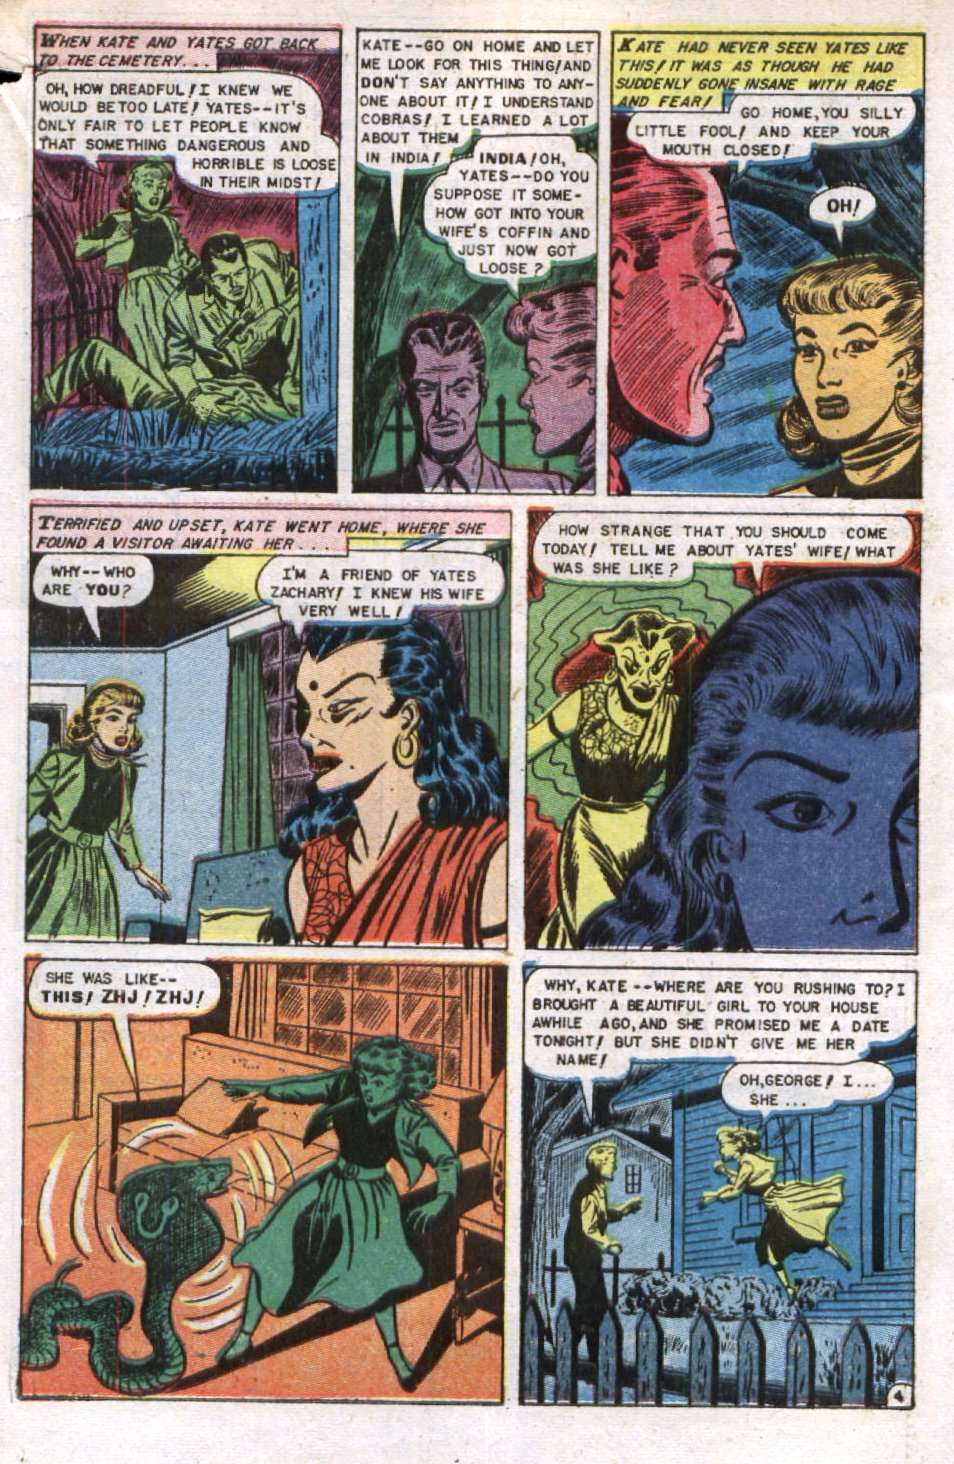 WHEN KATE AND YATES GOT BACK
TO THE CEMETERY...
OH, HOW DREADFUL! I KNEW WE
WOULD BE TOO LATE! YATES--IT'S
ONLY FAIR TO LET PEOPLE KNOW
THAT SOMETHING DANGEROUS AND
HORRIBLE IS LOOSE
IN THEIR MIDST!
KATE--GO ON HOME AND LET
ME LOOK FOR THIS THING! AND
DON'T SAY ANYTHING TO ANY-
ONE ABOUT IT! I UNDERSTAND
COBRAS! I LEARNED A LOT
ABOUT THEM
IN INDIA!
INDIA! OH,
YATES--DO YOU
SUPPOSE IT SOME-
HOW GOT INTO YOUR
WIFE'S COFFIN AND
JUST NOW GOT
LOOSE?
KATE HAD NEVER SEEN YATES LIKE
THIS! IT WAS AS THOUGH HE HAD
SUDDENLY GONE INSANE WITH RAGE
AND FEAR!
GO HOME, YOU SILLY
LITTLE FOOL! AND KEEP YOUR
MOUTH CLOSED!
OH!
TERRIFIED AND UPSET, KATE WENT HOME, WHERE SHE
FOUND A VISITOR AWAITING HER...
WHY--WHO
ARE YOU?
I'M A FRIEND OF YATES
ZACHARY! I KNEW HIS WIFE
VERY WELL!
HOW STRANGE THAT YOU SHOULD COME
TODAY! TELL ME ABOUT YATES' WIFE! WHAT
WAS SHE LIKE?
SHE WAS LIKE--
THIS! ZHJ! ZHJ!
WHY, KATE--WHERE ARE YOU RUSHING TO? I
BROUGHT A BEAUTIFUL GIRL TO YOUR HOUSE
AWHILE AGO, AND SHE PROMISED ME A DATE
TONIGHT! BUT SHE DIDN'T GIVE ME HER
NAME!
OH, GEORGE! I...
SHE...
4